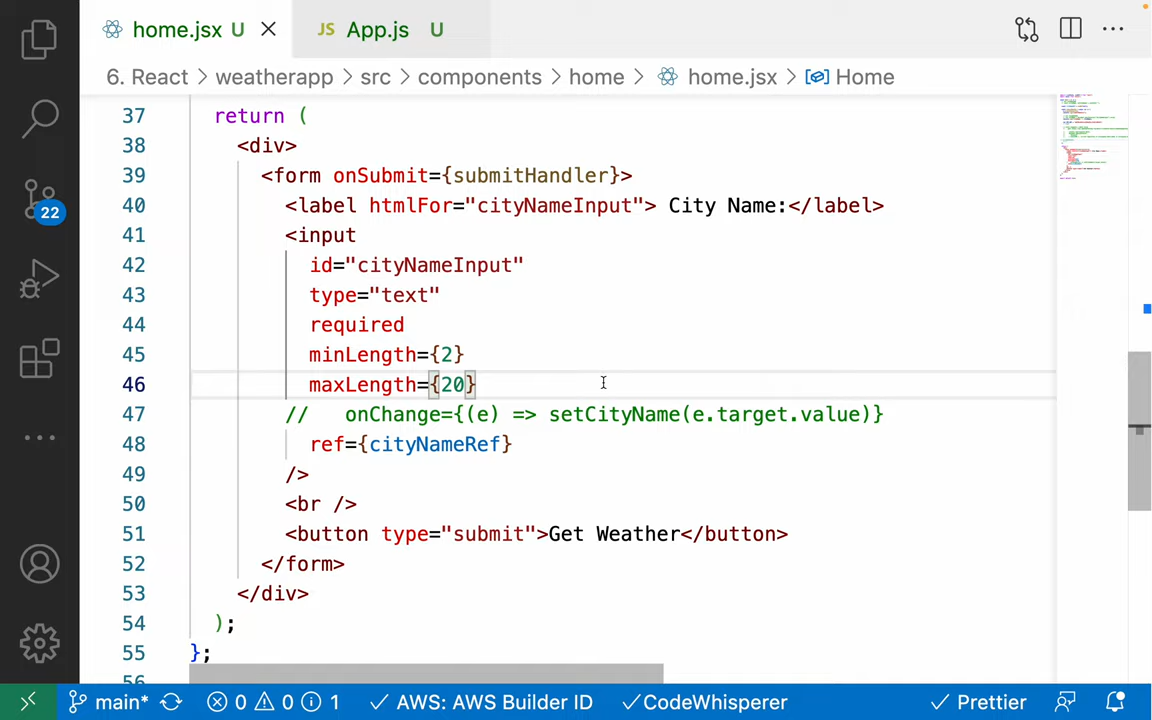 home.jsx U
JS App.js U
6. React > weatherapp > src > components > home > home.jsx > Home
37 return (
38 <div>
39 <form onSubmit={submitHandler}>
40 <label htmlFor="cityNameInput"> City Name:</label>
41 <input
42 id="cityNameInput"
43 type="text"
44 required
45 minLength={2}
46 maxLength={20}
47 // onChange={(e) => setCityName(e.target.value)}
48 ref={cityNameRef}
49 />
50 <br />
51 <button type="submit">Get Weather</button>
52 </form>
53 </div>
54 );
55 };
22
main* 0 0 1 AWS: AWS Builder ID CodeWhisperer Prettier